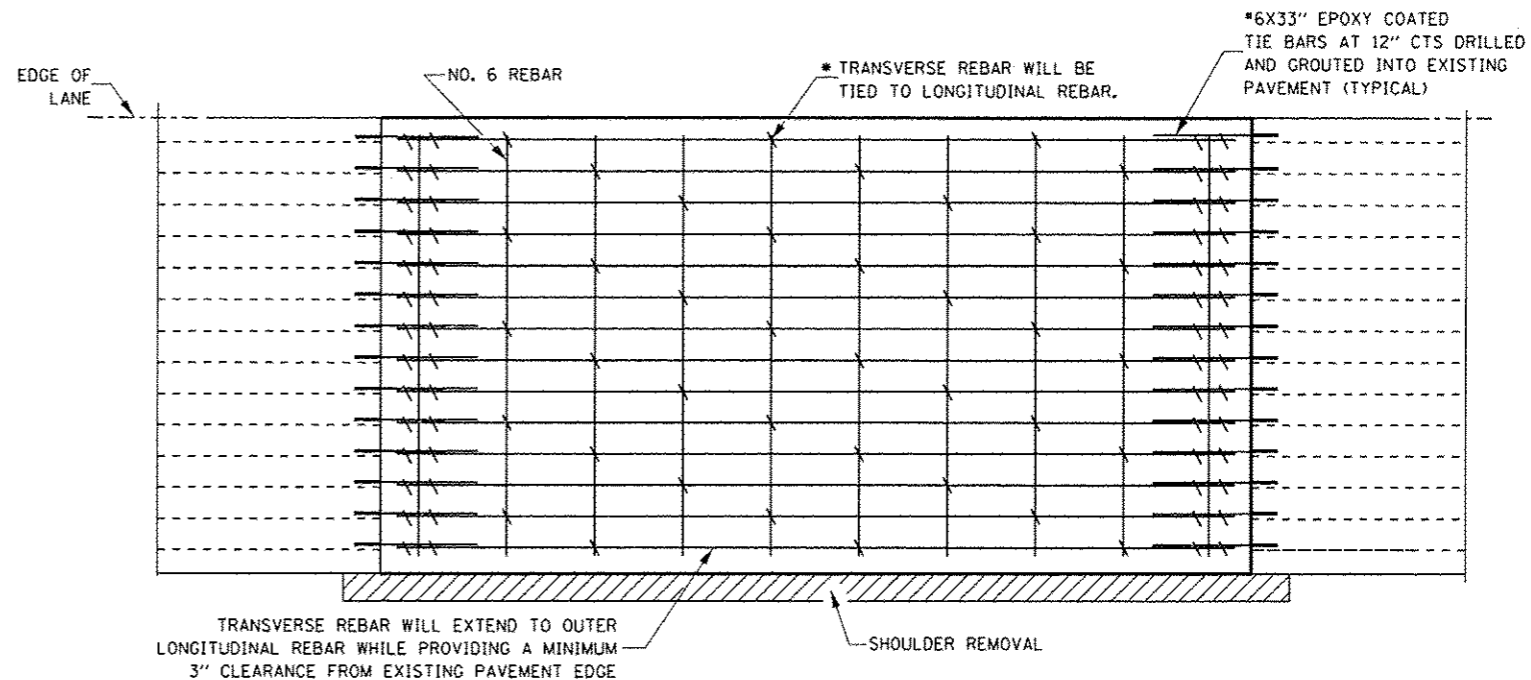 *6X33" EPOXY COATED
TIE BARS AT 12" CTS DRILLED
AND GROUTED INTO EXISTING
PAVEMENT (TYPICAL)
EDGE OF
LANE
NO. 6 REBAR
* TRANSVERSE REBAR WILL BE
TIED TO LONGITUDINAL REBAR.
TRANSVERSE REBAR WILL EXTEND TO OUTER
LONGITUDINAL REBAR WHILE PROVIDING A MINIMUM
3" CLEARANCE FROM EXISTING PAVEMENT EDGE
SHOULDER REMOVAL